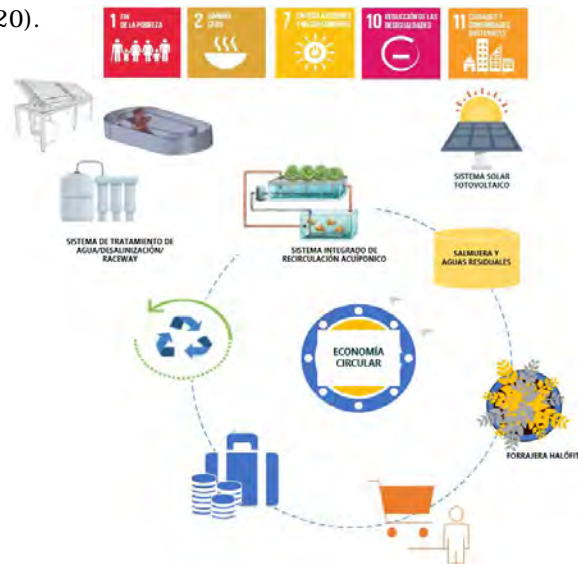 20).
1 FIN
DE LA POBREZA
2 HAMBRE
CERO
7 ENERGÍA ASEQUIBLE
Y NO CONTAMINANTE
10 REDUCCIÓN DE LAS
DESIGUALDADES
11 CIUDADES Y
COMUNIDADES
SOSTENIBLES
SISTEMA SOLAR
FOTOVOLTAICO
SISTEMA DE TRATAMIENTO DE
AGUA/DESALINIZACIÓN/
RACEWAY
SISTEMA INTEGRADO DE
RECIRCULACIÓN ACUÍPONICO
SALMUERA Y
AGUAS RESIDUALES
ECONOMÍA
CIRCULAR
FORRAJERA HALÓFIT